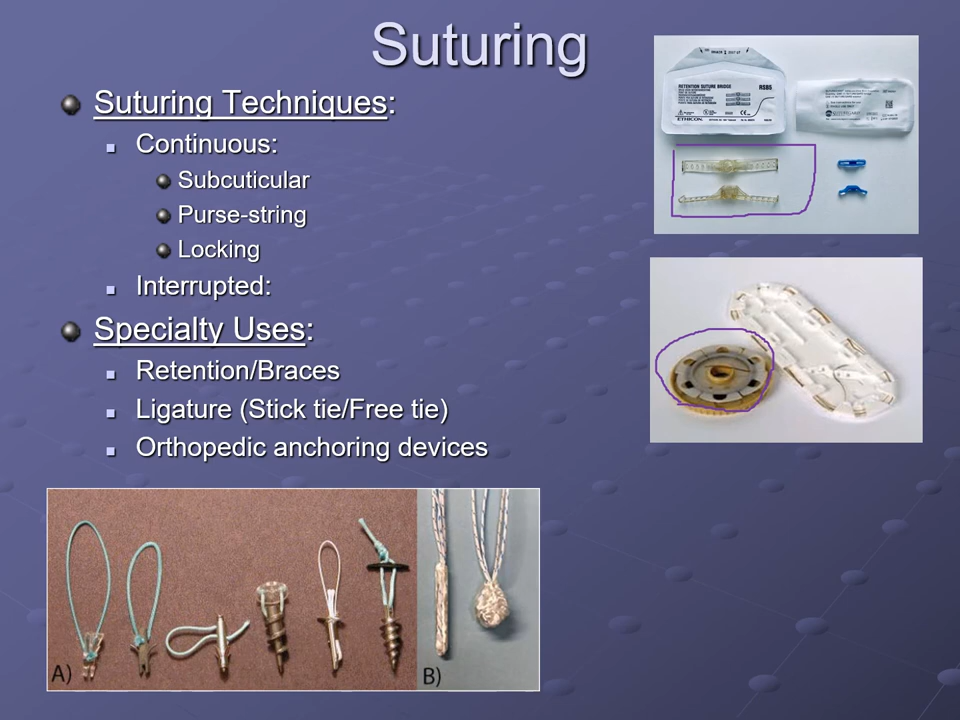 Suturing
Suturing Techniques:
Continuous:
Subcuticular
Purse-string
Locking
Interrupted:
Specialty Uses:
Retention/Braces
Ligature (Stick tie/Free tie)
Orthopedic anchoring devices
RETENTION SUTURE BRIDGE
RSB5
ETHICON
A)
B)